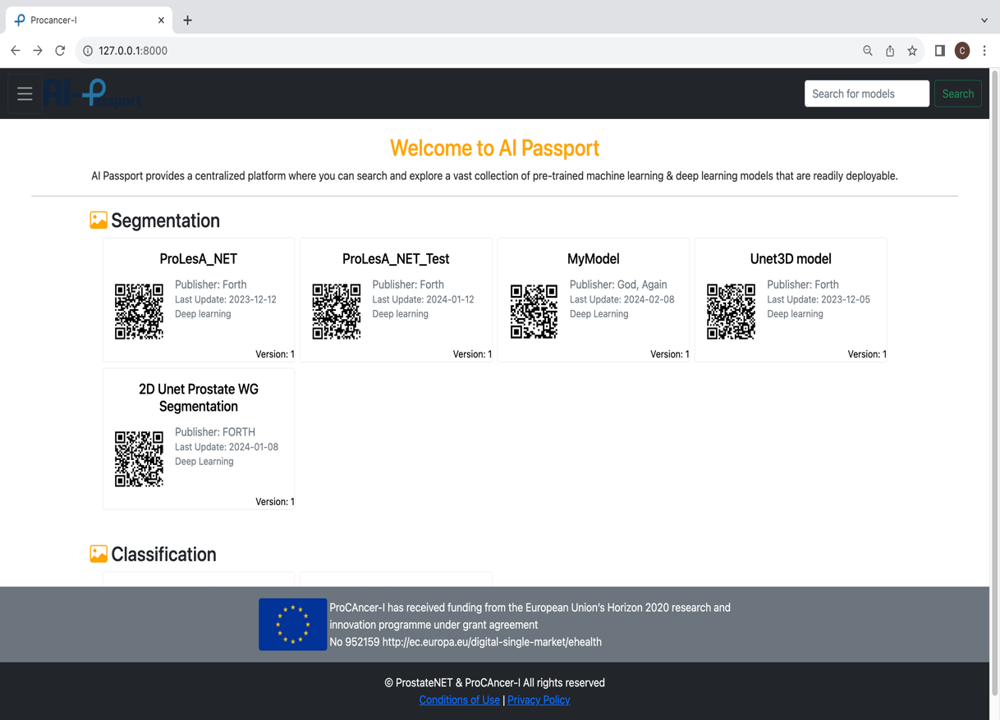 Procancer-I
127.0.0.1:8000
C
AI-Passport
Search for models
Search
Welcome to AI Passport
AI Passport provides a centralized platform where you can search and explore a vast collection of pre-trained machine learning & deep learning models that are readily deployable.
Segmentation
ProLesA_NET
Publisher: Forth
Last Update: 2023-12-12
Deep learning
Version: 1
ProLesA_NET_Test
Publisher: Forth
Last Update: 2024-01-12
Deep learning
Version: 1
MyModel
Publisher: God, Again
Last Update: 2024-02-08
Deep Learning
Version: 1
Unet3D model
Publisher: Forth
Last Update: 2023-12-05
Deep learning
Version: 1
2D Unet Prostate WG
Segmentation
Publisher: FORTH
Last Update: 2024-01-08
Deep Learning
Version: 1
Classification
ProCAncer-I has received funding from the European Union’s Horizon 2020 research and
innovation programme under grant agreement
No 952159 http://ec.europa.eu/digital-single-market/ehealth
© ProstateNET & ProCAncer-I All rights reserved
Conditions of Use | Privacy Policy